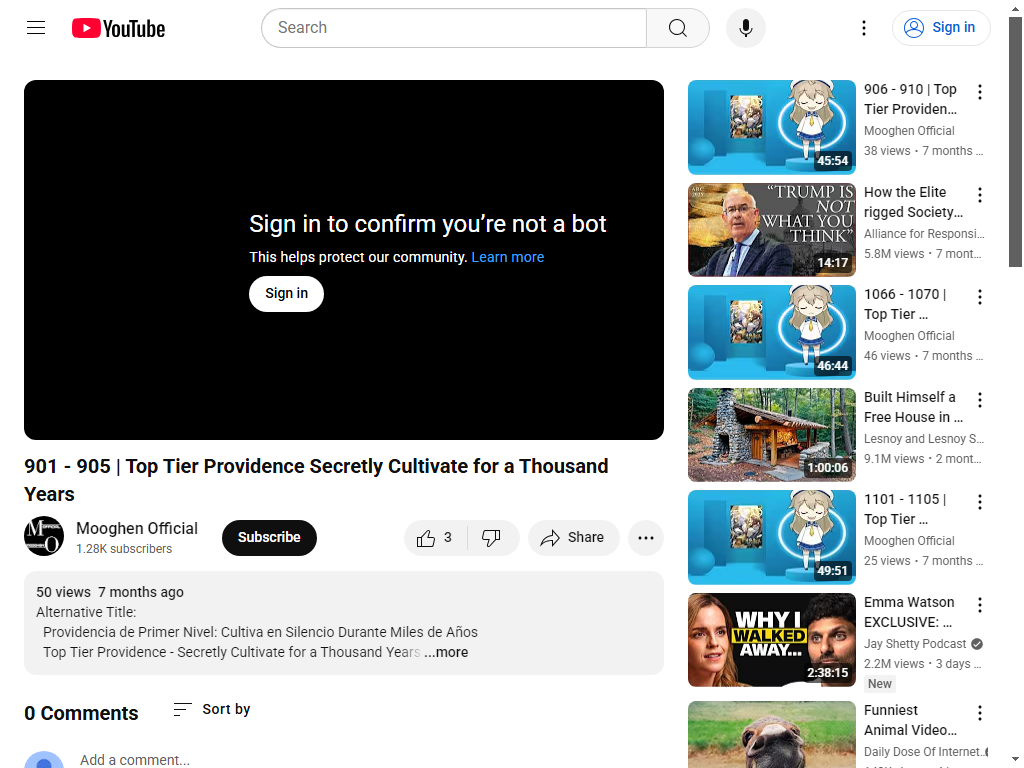 YouTube
Search
Sign in
Sign in to confirm you're not a bot
This helps protect our community. Learn more
Sign in
901 - 905 | Top Tier Providence Secretly Cultivate for a Thousand
Years
Mooghen Official
1.28K subscribers
Subscribe
3
Share
50 views 7 months ago
Alternative Title:
Providencia de Primer Nivel: Cultiva en Silencio Durante Miles de Años
Top Tier Providence - Secretly Cultivate for a Thousand Years ...more
0 Comments
Sort by
Add a comment...
45:54
906 - 910 | Top
Tier Providen...
Mooghen Official
38 views • 7 months ...
ARC
"TRUMP IS
NOT
WHAT YOU
THINK"
14:17
How the Elite
rigged Society...
Alliance for Responsi...
5.8M views • 7 mont...
46:44
1066 - 1070 |
Top Tier ...
Mooghen Official
46 views • 7 months ...
1:00:06
Built Himself a
Free House in ...
Lesnoy and Lesnoy S...
9.1M views • 2 mont...
49:51
1101 - 1105 |
Top Tier ...
Mooghen Official
25 views • 7 months ...
WHY I
WALKED
AWAY...
2:38:15
Emma Watson
EXCLUSIVE: ...
Jay Shetty Podcast
2.2M views • 3 days ...
New
Funniest
Animal Video...
Daily Dose Of Internet.